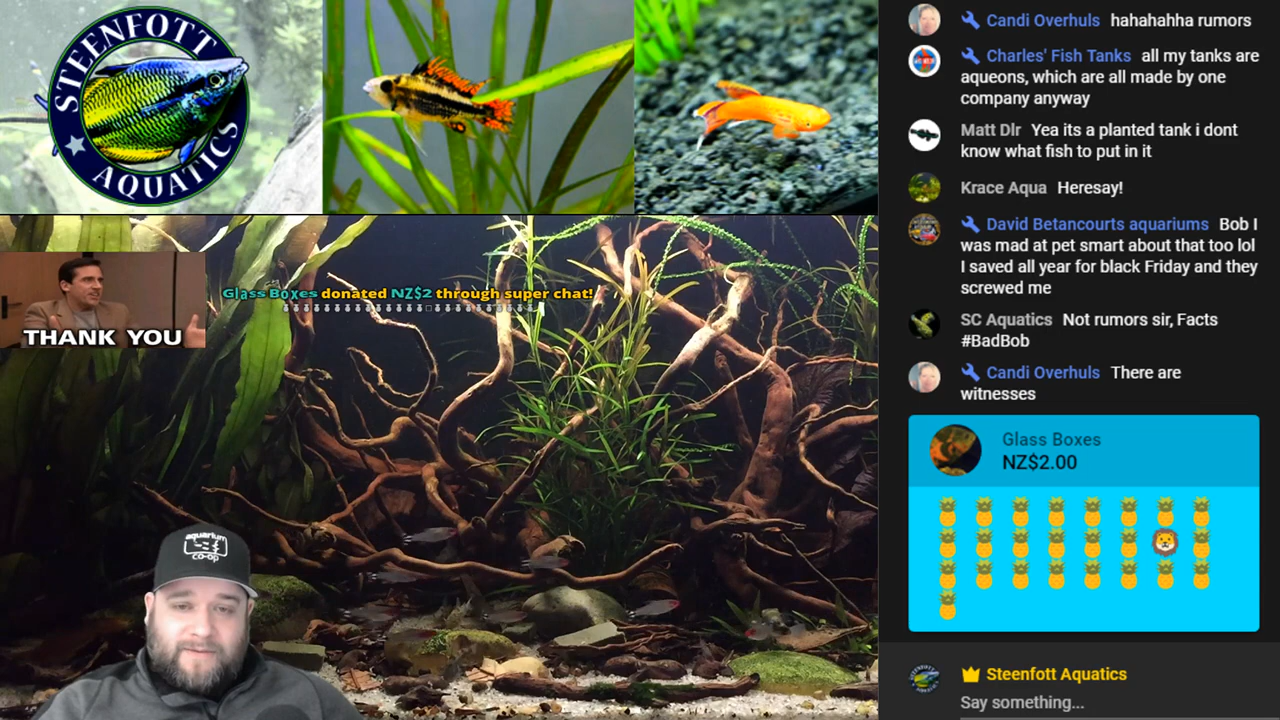 STEENFOTT
AQUATICS
THANK YOU
Glass Boxes donated NZ$2 through super chat!
aquarium
co-op
Candi Overhuls hahahahha rumors
Charles' Fish Tanks all my tanks are
aqueons, which are all made by one
company anyway
Matt Dlr Yea its a planted tank i dont
know what fish to put in it
Krace Aqua Heresay!
David Betancourts aquariums Bob I
was mad at pet smart about that too lol
I saved all year for black Friday and they
screwed me
SC Aquatics Not rumors sir, Facts
#BadBob
Candi Overhuls There are
witnesses
Glass Boxes
NZ$2.00
Steenfott Aquatics
Say something...